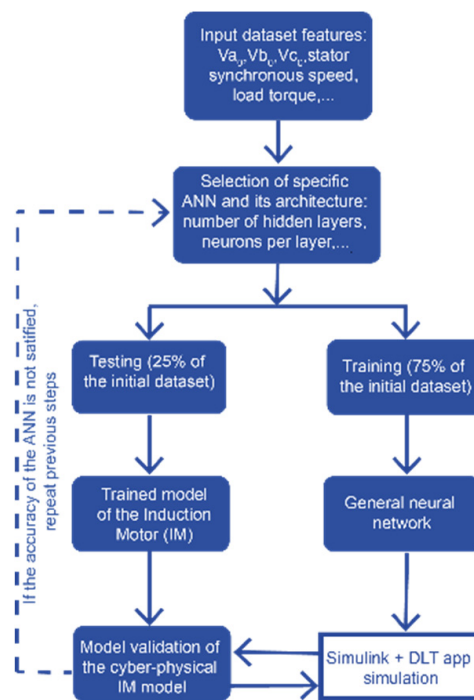 Input dataset features:
Va₀,Vb₀,Vc₀,stator
synchronous speed,
load torque,...
Selection of specific
ANN and its architecture:
number of hidden layers,
neurons per layer,...
Testing (25% of
the initial dataset)
Training (75% of
the initial dataset)
Trained model
of the Induction
Motor (IM)
General neural
network
Model validation of
the cyber-physical
IM model
Simulink + DLT app
simulation
If the accuracy of the ANN is not satified,
repeat previous steps